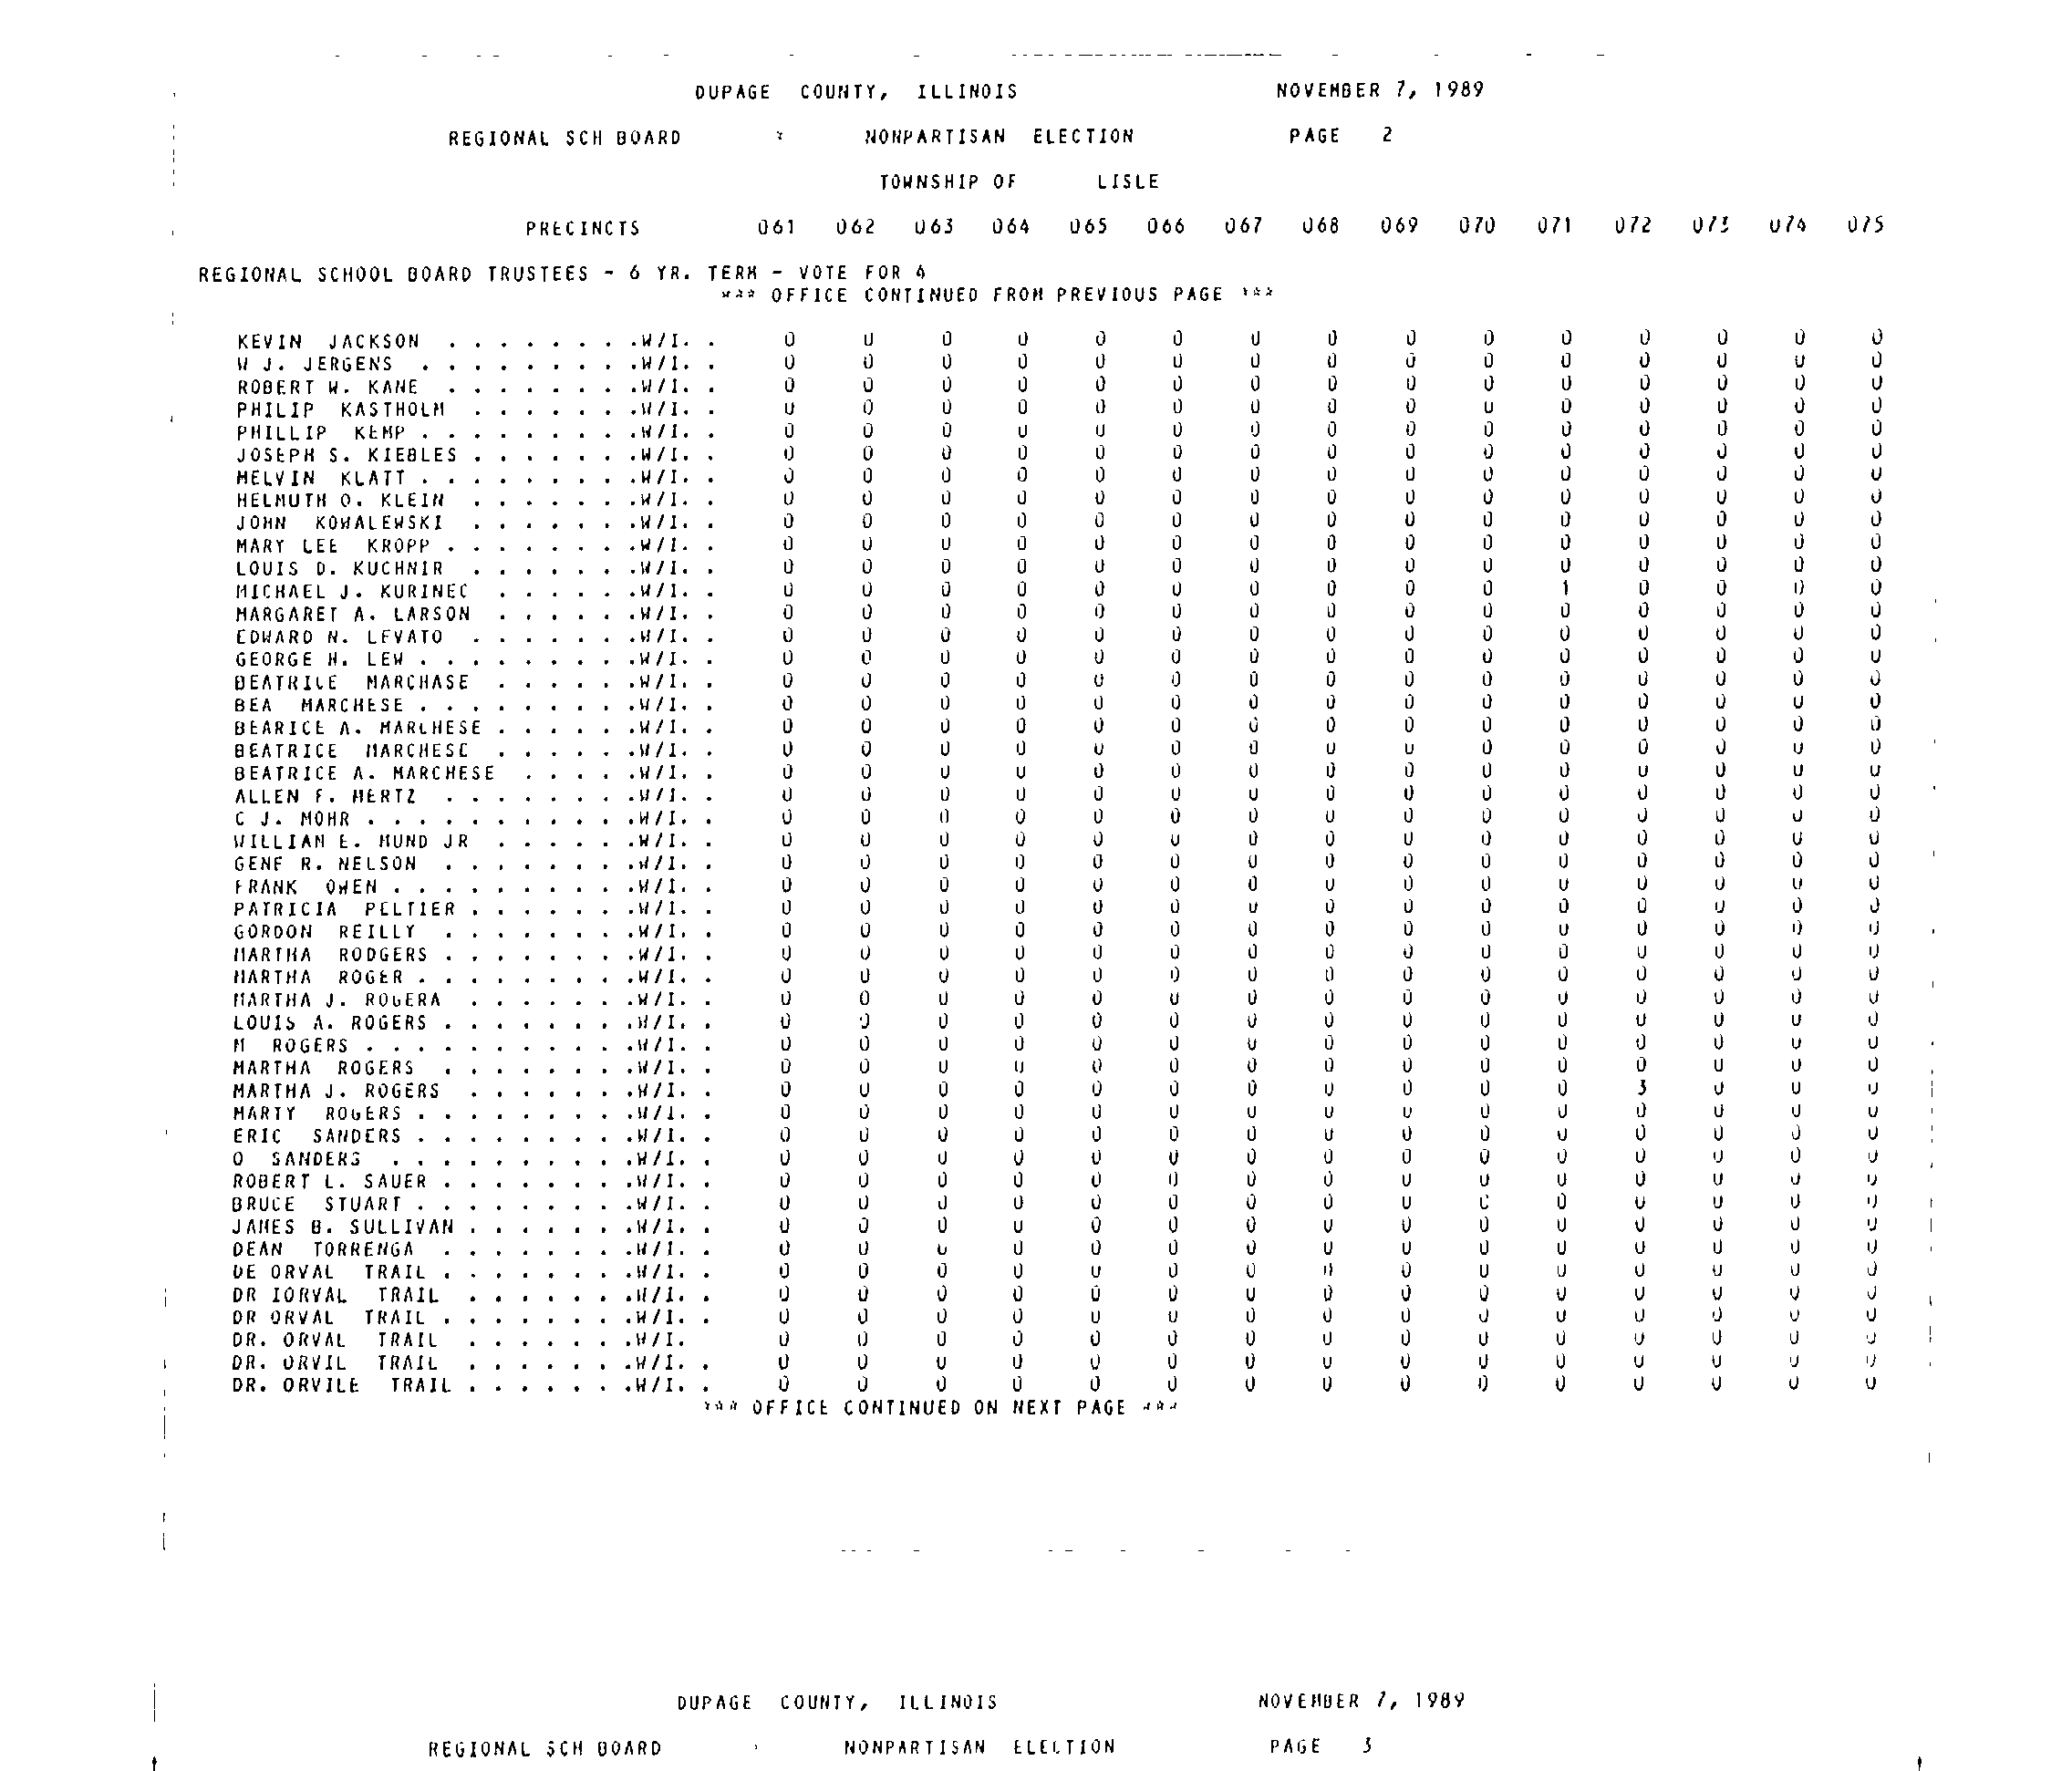 DUPAGE COUNTY, ILLINOIS NOVEMBER 7, 1989
REGIONAL SCH BOARD * NONPARTISAN ELECTION PAGE 2
TOWNSHIP OF LISLE
PRECINCTS 061 062 063 064 065 066 067 068 069 070 071 072 073 074 075
REGIONAL SCHOOL BOARD TRUSTEES - 6 YR. TERM - VOTE FOR 4
*** OFFICE CONTINUED FROM PREVIOUS PAGE ***
KEVIN JACKSON . . . . . . . .W/I. . 0 0 0 0 0 0 0 0 0 0 0 0 0 0 0
W J. JERGENS . . . . . . . . .W/I. . 0 0 0 0 0 0 0 0 0 0 0 0 0 0 0
ROBERT W. KANE . . . . . . . .W/I. . 0 0 0 0 0 0 0 0 0 0 0 0 0 0 0
PHILIP KASTHOLM . . . . . . .W/I. . 0 0 0 0 0 0 0 0 0 0 0 0 0 0 0
PHILLIP KEMP . . . . . . . . .W/I. . 0 0 0 0 0 0 0 0 0 0 0 0 0 0 0
JOSEPH S. KIEBLES . . . . . . .W/I. . 0 0 0 0 0 0 0 0 0 0 0 0 0 0 0
MELVIN KLATT . . . . . . . . .W/I. . 0 0 0 0 0 0 0 0 0 0 0 0 0 0 0
HELMUTH O. KLEIN . . . . . . .W/I. . 0 0 0 0 0 0 0 0 0 0 0 0 0 0 0
JOHN KOWALEWSKI . . . . . . .W/I. . 0 0 0 0 0 0 0 0 0 0 0 0 0 0 0
MARY LEE KROPP . . . . . . . .W/I. . 0 0 0 0 0 0 0 0 0 0 0 0 0 0 0
LOUIS D. KUCHNIR . . . . . . .W/I. . 0 0 0 0 0 0 0 0 0 0 0 0 0 0 0
MICHAEL J. KURINEC . . . . . .W/I. . 0 0 0 0 0 0 0 0 0 0 1 0 0 0 0
MARGARET A. LARSON . . . . . .W/I. . 0 0 0 0 0 0 0 0 0 0 0 0 0 0 0
EDWARD N. LEVATO . . . . . . .W/I. . 0 0 0 0 0 0 0 0 0 0 0 0 0 0 0
GEORGE H. LEW . . . . . . . . .W/I. . 0 0 0 0 0 0 0 0 0 0 0 0 0 0 0
BEATRILE MARCHASE . . . . . .W/I. . 0 0 0 0 0 0 0 0 0 0 0 0 0 0 0
BEA MARCHESE . . . . . . . . .W/I. . 0 0 0 0 0 0 0 0 0 0 0 0 0 0 0
BEARICE A. MARCHESE . . . . . .W/I. . 0 0 0 0 0 0 0 0 0 0 0 0 0 0 0
BEATRICE MARCHESE . . . . . .W/I. . 0 0 0 0 0 0 0 0 0 0 0 0 0 0 0
BEATRICE A. MARCHESE . . . . .W/I. . 0 0 0 0 0 0 0 0 0 0 0 0 0 0 0
ALLEN F. MERTZ . . . . . . . .W/I. . 0 0 0 0 0 0 0 0 0 0 0 0 0 0 0
C J. MOHR . . . . . . . . . . .W/I. . 0 0 0 0 0 0 0 0 0 0 0 0 0 0 0
WILLIAM E. MUND JR . . . . . .W/I. . 0 0 0 0 0 0 0 0 0 0 0 0 0 0 0
GENE R. NELSON . . . . . . . .W/I. . 0 0 0 0 0 0 0 0 0 0 0 0 0 0 0
FRANK OWEN . . . . . . . . . .W/I. . 0 0 0 0 0 0 0 0 0 0 0 0 0 0 0
PATRICIA PELTIER . . . . . . .W/I. . 0 0 0 0 0 0 0 0 0 0 0 0 0 0 0
GORDON REILLY . . . . . . . .W/I. . 0 0 0 0 0 0 0 0 0 0 0 0 0 0 0
MARTHA RODGERS . . . . . . . .W/I. . 0 0 0 0 0 0 0 0 0 0 0 0 0 0 0
MARTHA ROGER . . . . . . . . .W/I. . 0 0 0 0 0 0 0 0 0 0 0 0 0 0 0
MARTHA J. ROGERA . . . . . . .W/I. . 0 0 0 0 0 0 0 0 0 0 0 0 0 0 0
LOUIS A. ROGERS . . . . . . . .W/I. . 0 0 0 0 0 0 0 0 0 0 0 0 0 0 0
M ROGERS . . . . . . . . . . .W/I. . 0 0 0 0 0 0 0 0 0 0 0 0 0 0 0
MARTHA ROGERS . . . . . . . .W/I. . 0 0 0 0 0 0 0 0 0 0 0 0 0 0 0
MARTHA J. ROGERS . . . . . . .W/I. . 0 0 0 0 0 0 0 0 0 0 0 3 0 0 0
MARTY ROGERS . . . . . . . . .W/I. . 0 0 0 0 0 0 0 0 0 0 0 0 0 0 0
ERIC SANDERS . . . . . . . . .W/I. . 0 0 0 0 0 0 0 0 0 0 0 0 0 0 0
O SANDERS . . . . . . . . . .W/I. . 0 0 0 0 0 0 0 0 0 0 0 0 0 0 0
ROBERT L. SAUER . . . . . . . .W/I. . 0 0 0 0 0 0 0 0 0 0 0 0 0 0 0
BRUCE STUART . . . . . . . . .W/I. . 0 0 0 0 0 0 0 0 0 0 0 0 0 0 0
JAMES B. SULLIVAN . . . . . . .W/I. . 0 0 0 0 0 0 0 0 0 0 0 0 0 0 0
DEAN TORRENGA . . . . . . . .W/I. . 0 0 0 0 0 0 0 0 0 0 0 0 0 0 0
DE ORVAL TRAIL . . . . . . . .W/I. . 0 0 0 0 0 0 0 0 0 0 0 0 0 0 0
DR IORVAL TRAIL . . . . . . .W/I. . 0 0 0 0 0 0 0 0 0 0 0 0 0 0 0
DR ORVAL TRAIL . . . . . . . .W/I. . 0 0 0 0 0 0 0 0 0 0 0 0 0 0 0
DR. ORVAL TRAIL . . . . . . .W/I. 0 0 0 0 0 0 0 0 0 0 0 0 0 0 0
DR. ORVIL TRAIL . . . . . . .W/I. . 0 0 0 0 0 0 0 0 0 0 0 0 0 0 0
DR. ORVILE TRAIL . . . . . . .W/I. . 0 0 0 0 0 0 0 0 0 0 0 0 0 0 0
*** OFFICE CONTINUED ON NEXT PAGE ***
DUPAGE COUNTY, ILLINOIS NOVEMBER 7, 1989
REGIONAL SCH BOARD NONPARTISAN ELECTION PAGE 3